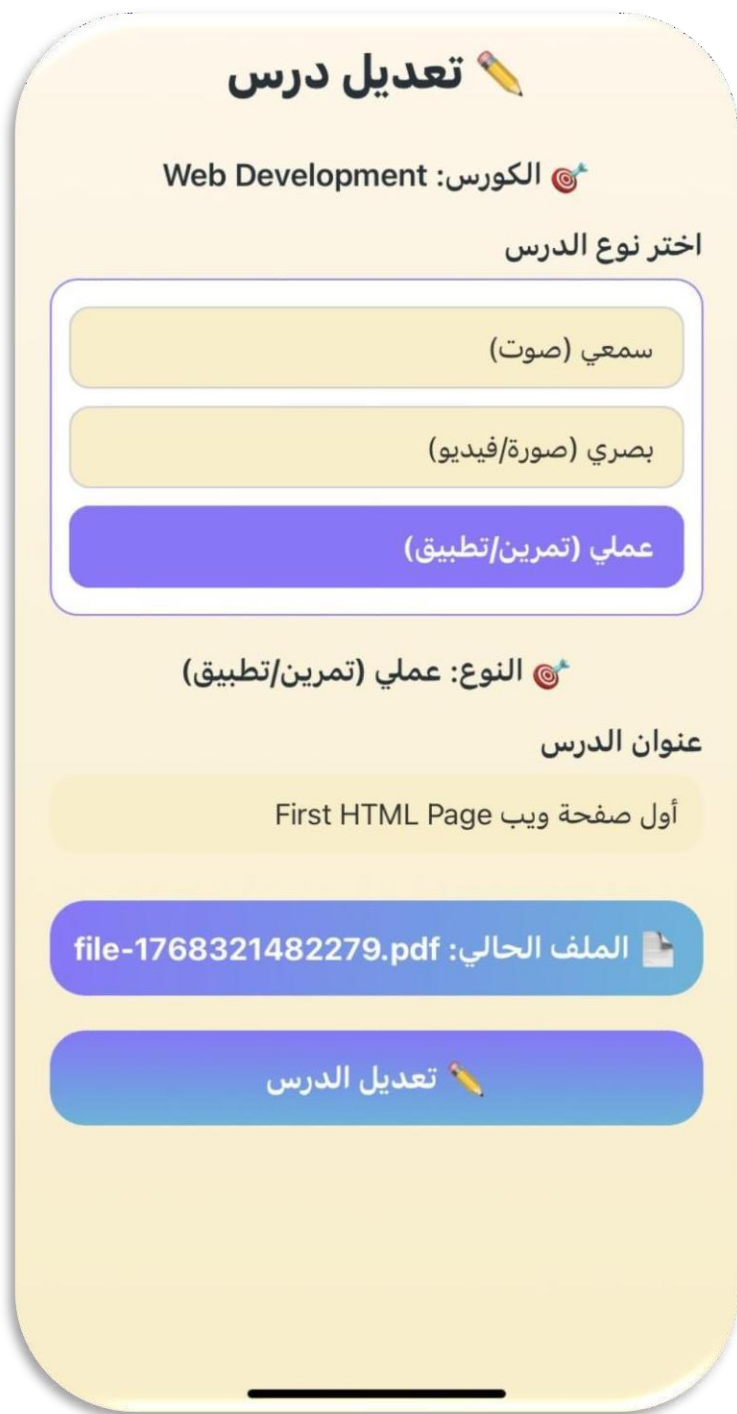 ✏️ تعديل درس
🎯 الكورس: Web Development
اختر نوع الدرس
سمعي (صوت)
بصري (صورة/فيديو)
عملي (تمرين/تطبيق)
🎯 النوع: عملي (تمرين/تطبيق)
عنوان الدرس
أول صفحة ويب First HTML Page
📄 الملف الحالي: file-1768321482279.pdf
✏️ تعديل الدرس